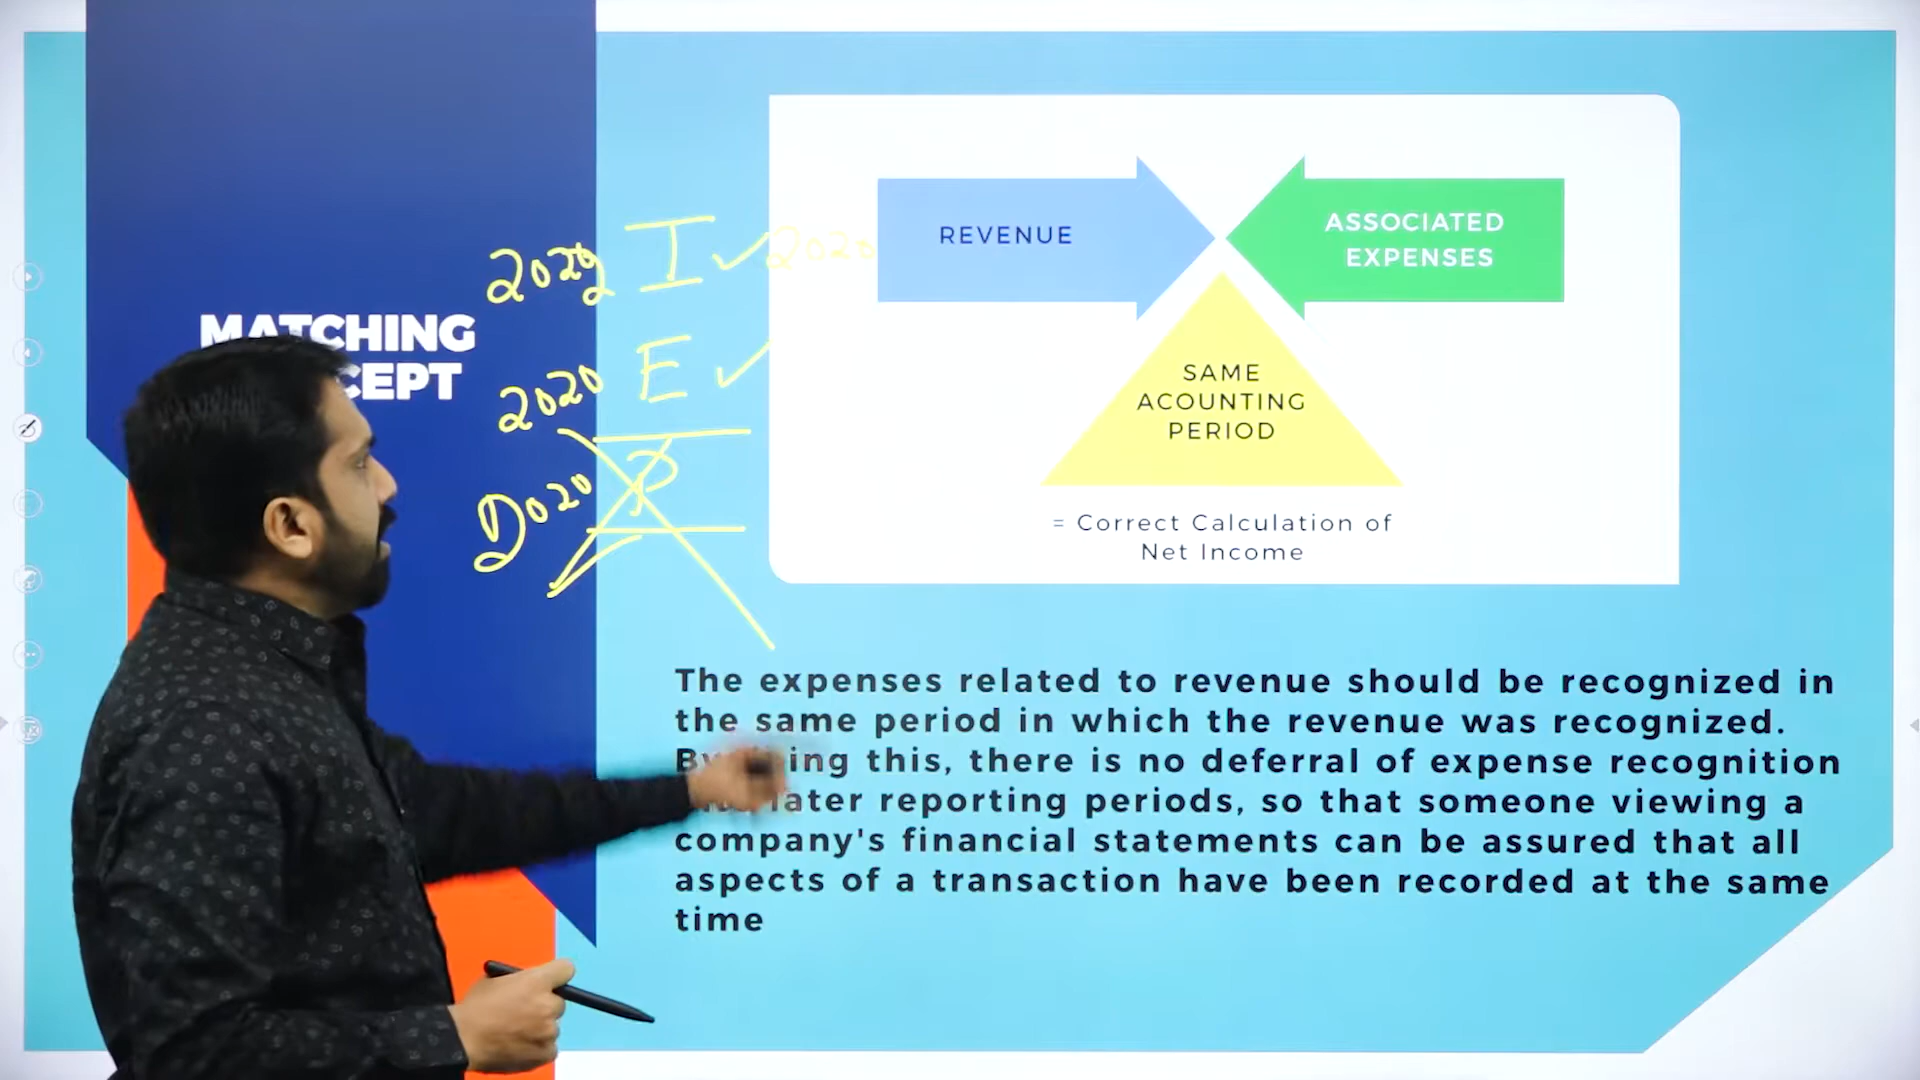 MATCHING
CEPT
2022 I ✓ 2020
2020 E ✓
2020 P
REVENUE
ASSOCIATED
EXPENSES
SAME
ACOUNTING
PERIOD
= Correct Calculation of
Net Income
The expenses related to revenue should be recognized in
the same period in which the revenue was recognized.
this, there is no deferral of expense recognition
later reporting periods, so that someone viewing a
company's financial statements can be assured that all
aspects of a transaction have been recorded at the same
time